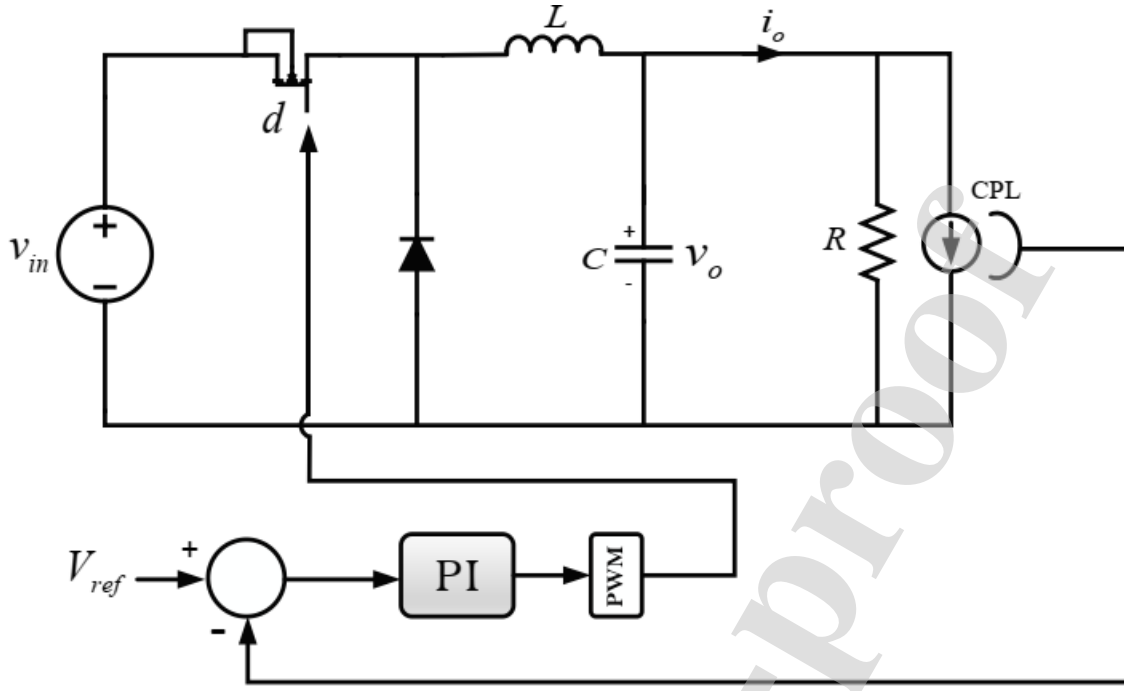 L
i_o
d
CPL
v_in
+
−
+
C
v_o
-
R
V_ref
+
-
PI
PWM
proof